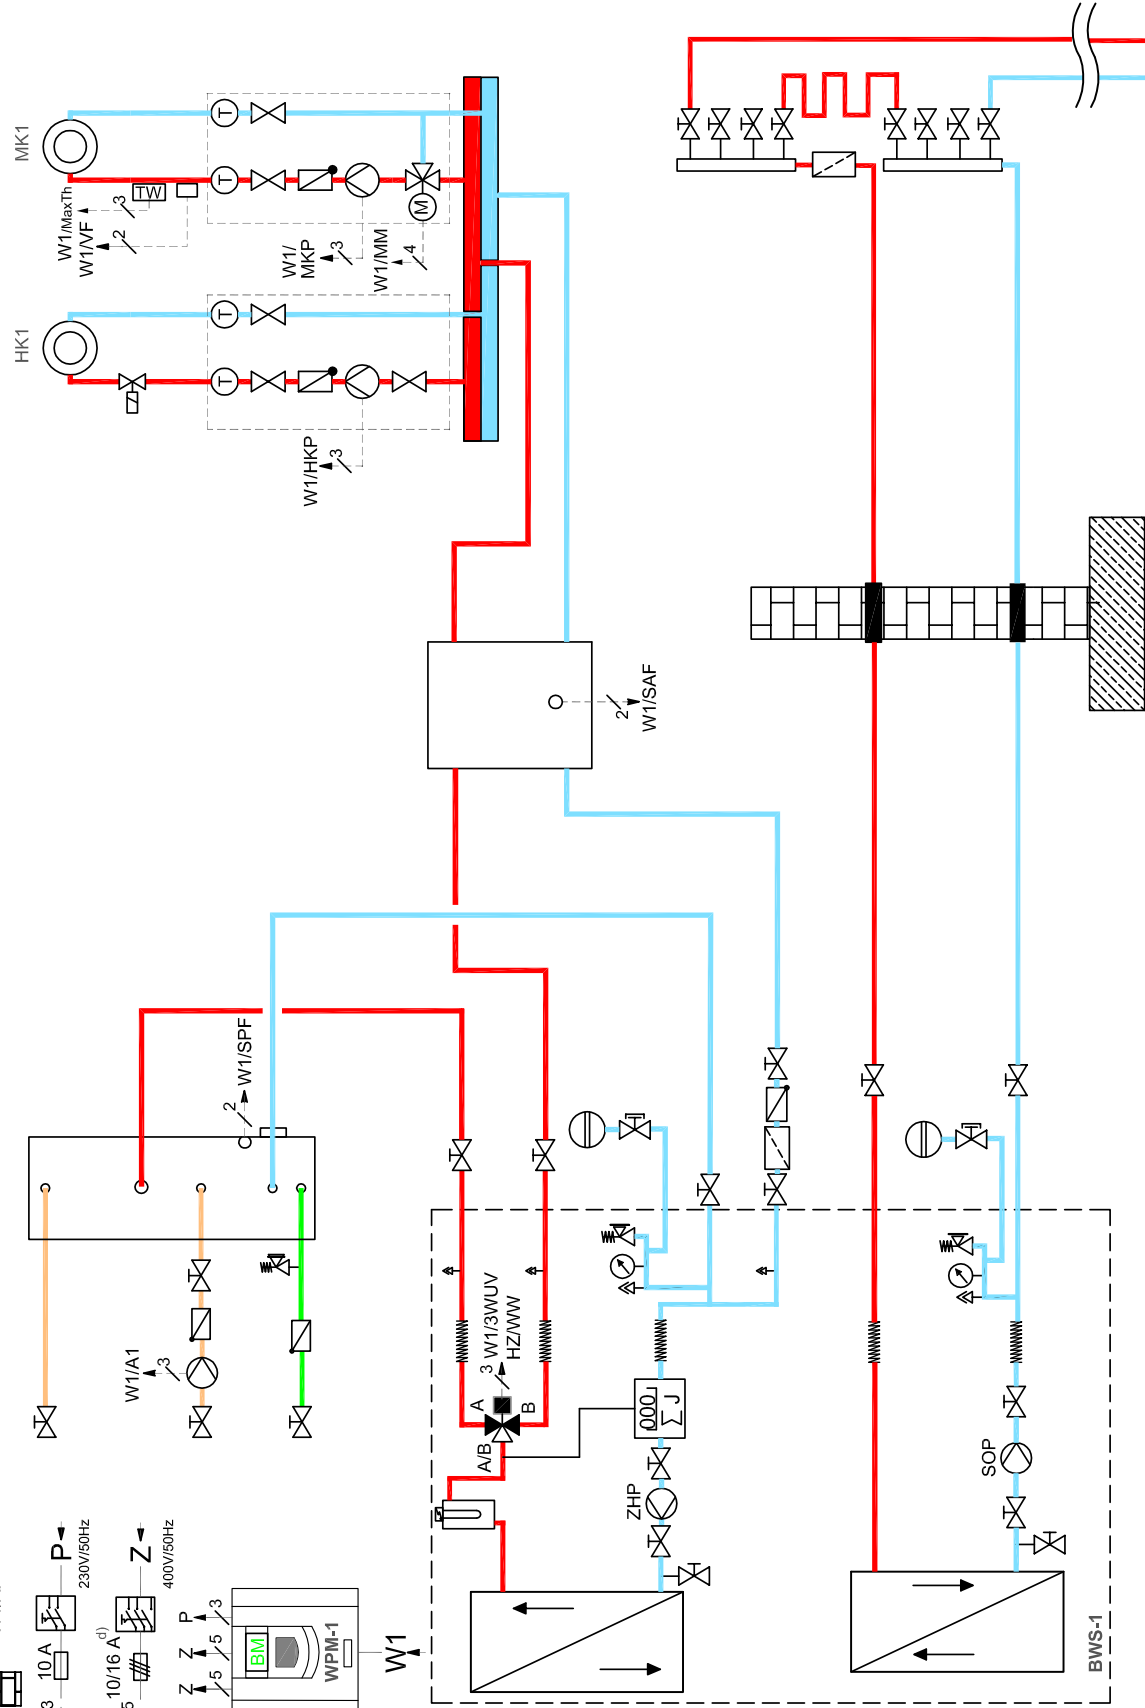 MK1
T
T
TW
3
W1/MaxTh
2
W1/VF
W1/
MKP
3
M
W1/MM
4
HK1
T
T
W1/HKP
3
2
W1/SAF
2
W1/SPF
W1/A1
3
A
3
W1/3WUV
HZ/WW
B
A/B
000
Σ J
ZHP
SOP
P
230V/50Hz
10 A
3
Z
400V/50Hz
d)
10/16 A
5
P
3
Z
5
Z
5
BM
WPM-1
W1
BWS-1